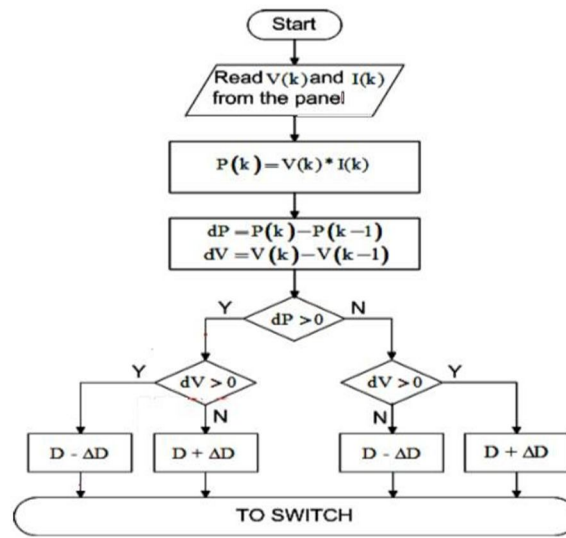 Start
Read V(k) and I(k)
from the panel
P(k)=V(k)*I(k)
dP =P(k)−P(k−1)
dV =V(k)−V(k−1)
Y
dP > 0
N
Y
dV > 0
N
dV > 0
Y
N
D - ΔD
D + ΔD
D - ΔD
D + ΔD
TO SWITCH